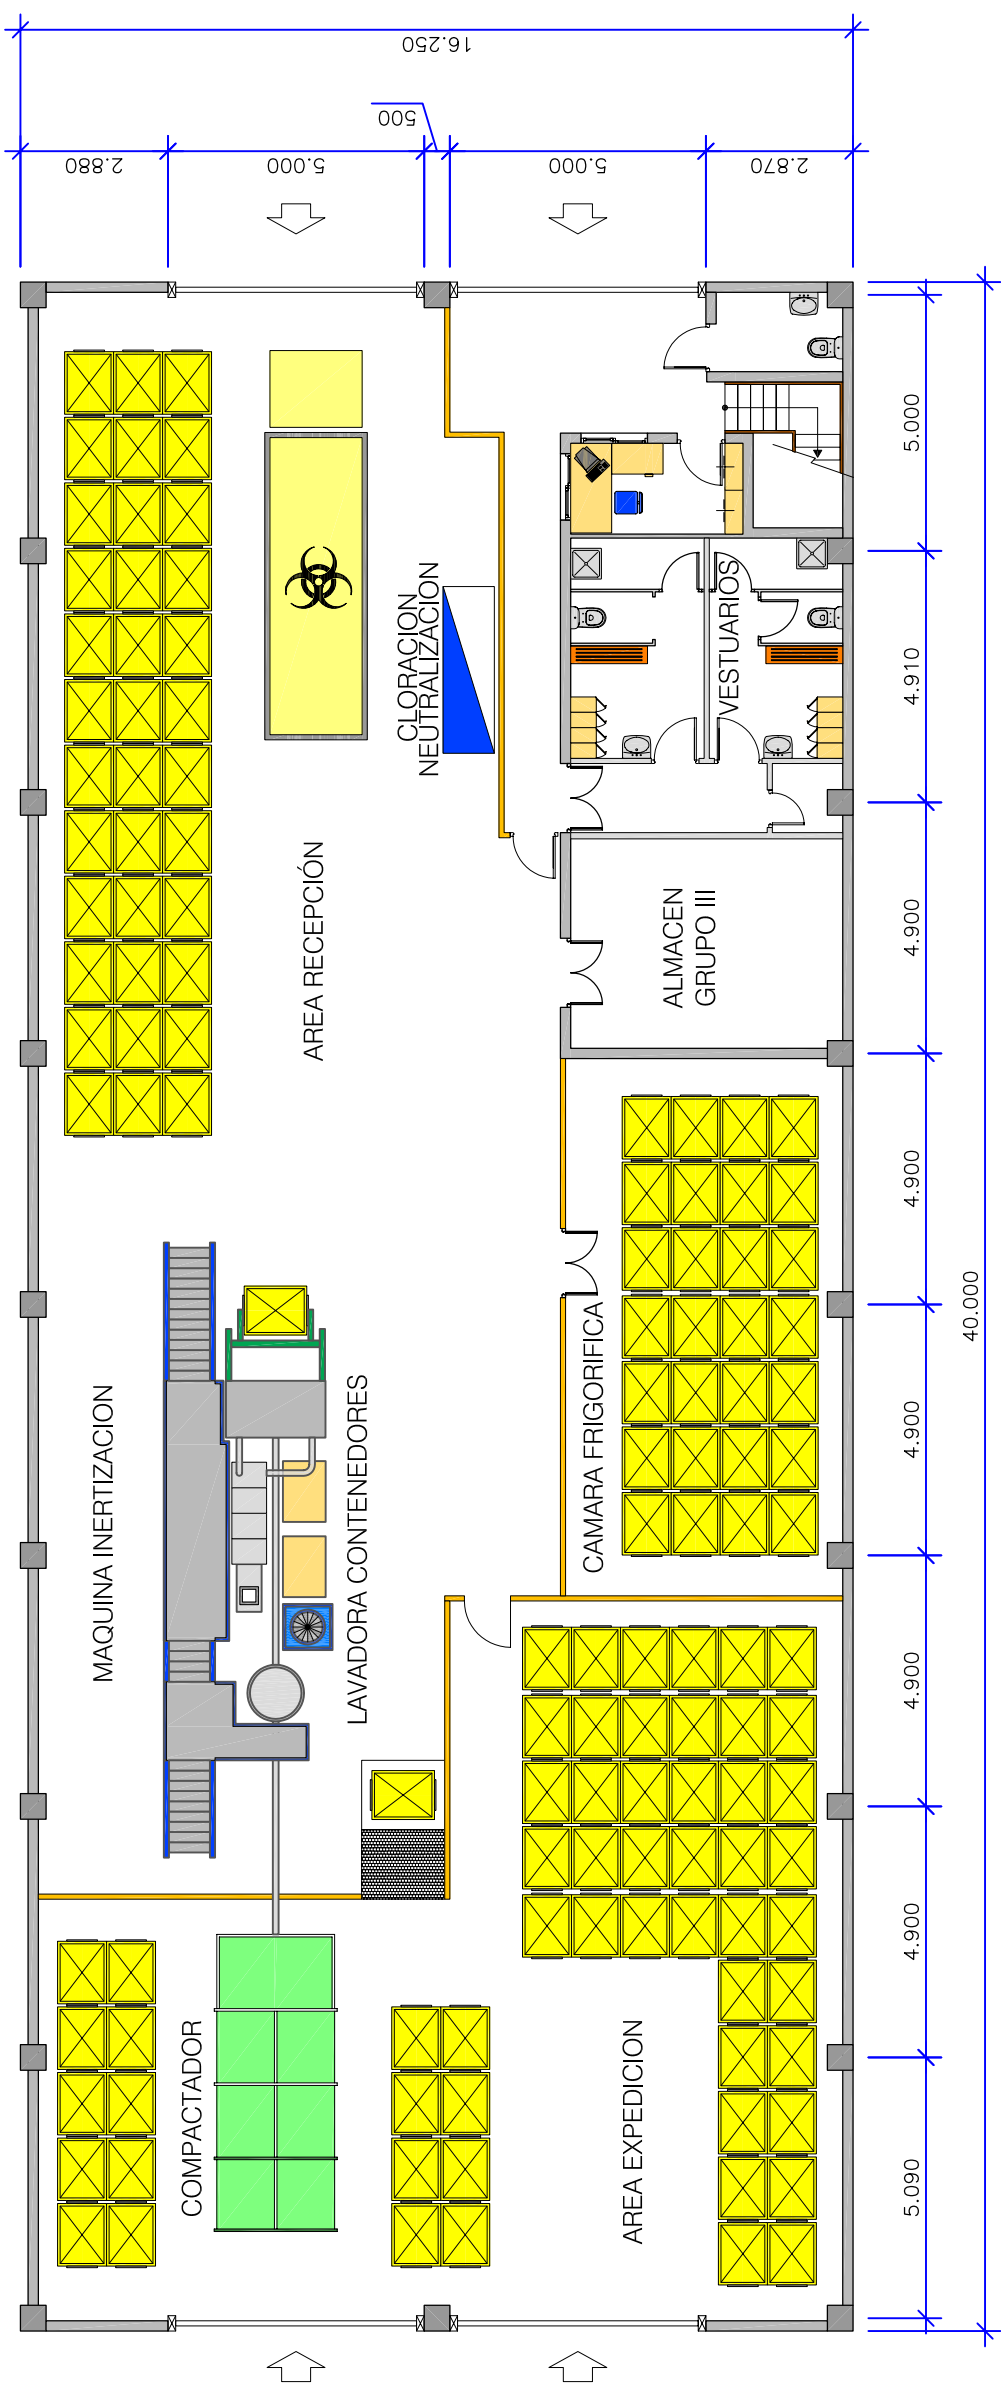 16.250
500
2.880
5.000
5.000
2.870
5.000
4.910
4.900
4.900
4.900
4.900
4.900
5.090
40.000
CLORACION
NEUTRALIZACION
VESTUARIOS
AREA RECEPCIÓN
ALMACEN
GRUPO III
CAMARA FRIGORIFICA
MAQUINA INERTIZACION
LAVADORA CONTENEDORES
COMPACTADOR
AREA EXPEDICION